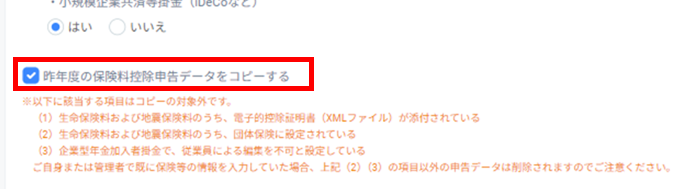 ・小規模企業共済等掛金（iDeCoなど）
はい いいえ
昨年度の保険料控除申告データをコピーする
※以下に該当する項目はコピーの対象外です。
（1）生命保険料および地震保険料のうち、電子的控除証明書（XMLファイル）が添付されている
（2）生命保険料および地震保険料のうち、団体保険に設定されている
（3）企業型年金加入者掛金で、従業員による編集を不可と設定している
ご自身または管理者で既に保険等の情報を入力していた場合、上記（2）（3）の項目以外の申告データは削除されますのでご注意ください。